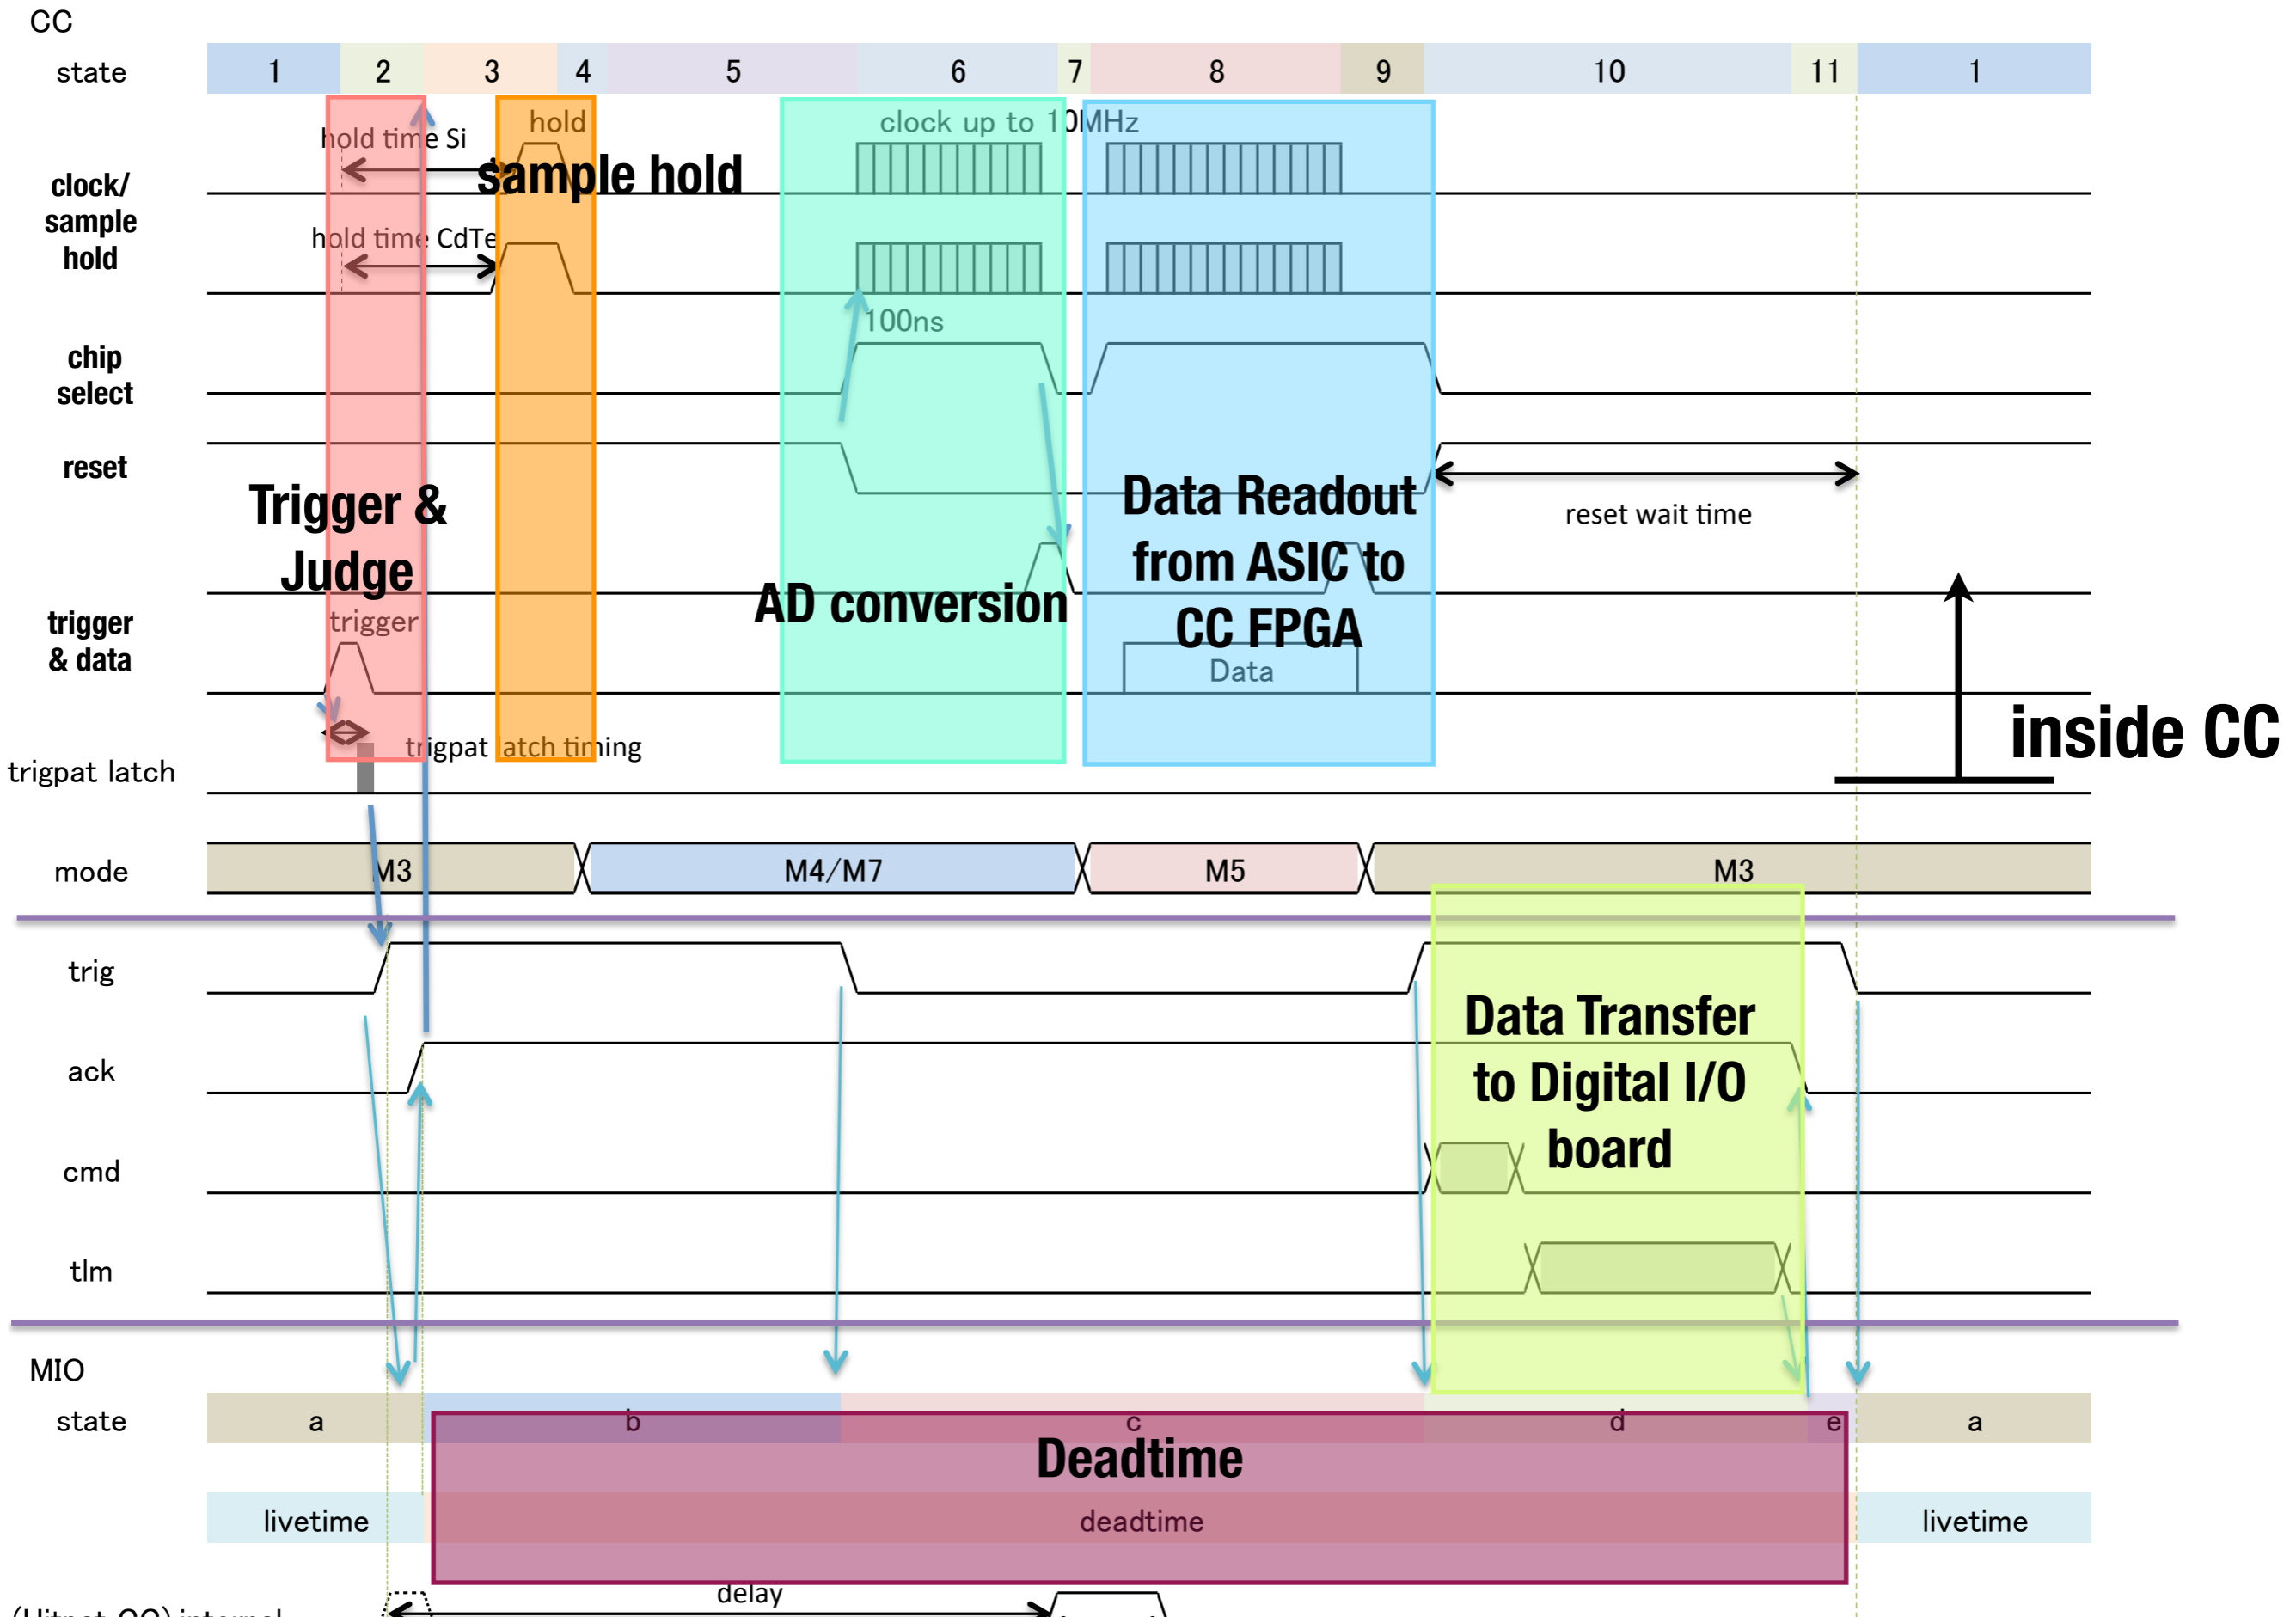 CC
state 1 2 3 4 5 6 7 8 9 10 11 1
hold clock up to 10MHz
hold time Si
sample hold
clock/
sample
hold
hold time CdTe
100ns
chip
select
reset
Trigger &
Judge
Data Readout
from ASIC to
CC FPGA
reset wait time
AD conversion
trigger
trigger
& data
Data
inside CC
trigpat latch timing
trigpat latch
mode M3 M4/M7 M5 M3
trig
Data Transfer
to Digital I/O
board
ack
cmd
tlm
MIO
state a b c d e a
Deadtime
livetime deadtime livetime
delay
(Hitpat CC) internal